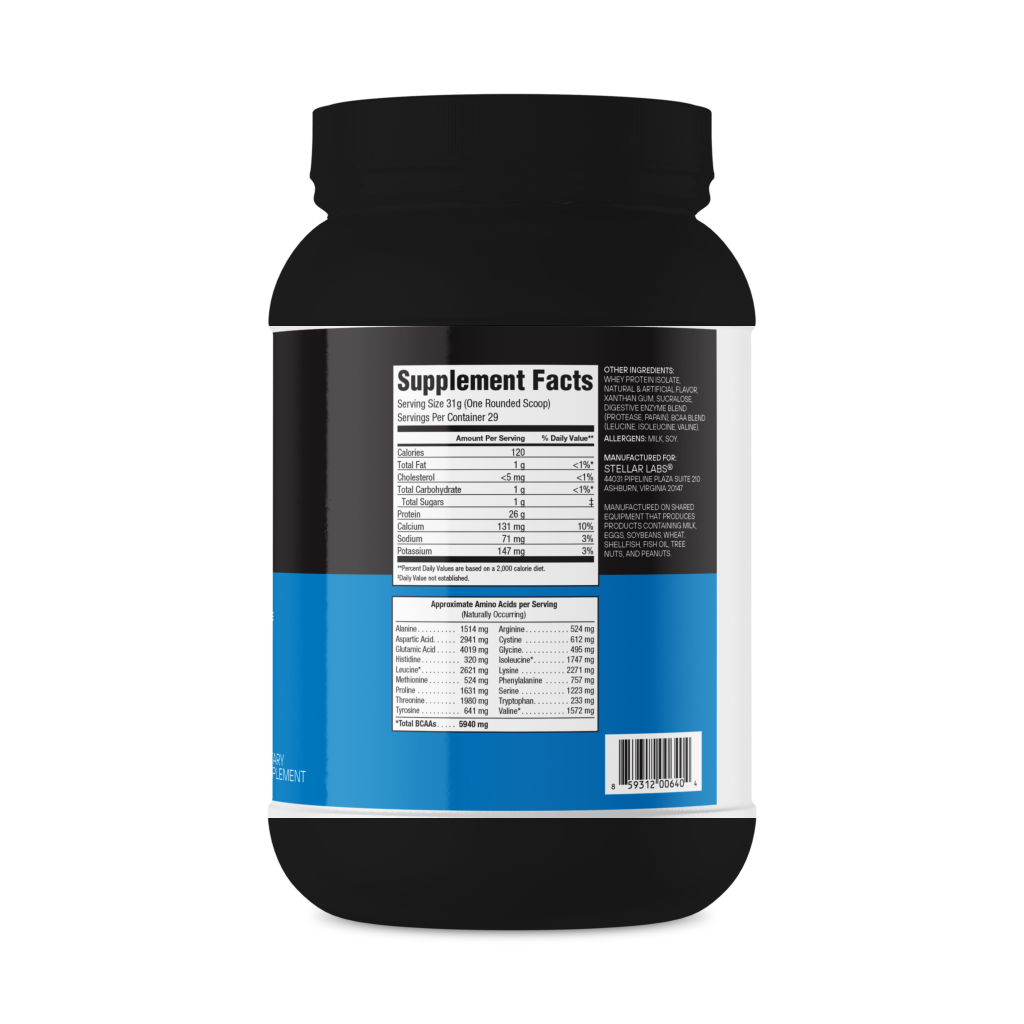 Supplement Facts
Serving Size 31g (One Rounded Scoop)
Servings Per Container 29
Amount Per Serving % Daily Value**
Calories 120
Total Fat 1 g <1%*
Cholesterol <5 mg <1%
Total Carbohydrate 1 g <1%*
Total Sugars 1 g ‡
Protein 26 g
Calcium 131 mg 10%
Sodium 71 mg 3%
Potassium 147 mg 3%
**Percent Daily Values are based on a 2,000 calorie diet.
‡Daily Value not established.
Approximate Amino Acids per Serving
(Naturally Occurring)
Alanine.......... 1514 mg Arginine........... 524 mg
Aspartic Acid...... 2941 mg Cystine ........... 612 mg
Glutamic Acid .... 4019 mg Glycine............ 495 mg
Histidine.......... 320 mg Isoleucine*........ 1747 mg
Leucine*.......... 2621 mg Lysine ........... 2271 mg
Methionine ........ 524 mg Phenylalanine ...... 757 mg
Proline .......... 1631 mg Serine ........... 1223 mg
Threonine........ 1980 mg Tryptophan......... 233 mg
Tyrosine .......... 641 mg Valine*........... 1572 mg
*Total BCAAs..... 5940 mg
OTHER INGREDIENTS:
WHEY PROTEIN ISOLATE,
NATURAL & ARTIFICIAL FLAVOR,
XANTHAN GUM, SUCRALOSE,
DIGESTIVE ENZYME BLEND
(PROTEASE, PAPAIN), BCAA BLEND
(LEUCINE, ISOLEUCINE, VALINE).
ALLERGENS: MILK, SOY.
MANUFACTURED FOR:
STELLAR LABS®
44031 PIPELINE PLAZA SUITE 210
ASHBURN, VIRGINIA 20147
MANUFACTURED ON SHARED
EQUIPMENT THAT PRODUCES
PRODUCTS CONTAINING MILK,
EGGS, SOYBEANS, WHEAT,
SHELLFISH, FISH OIL, TREE
NUTS, AND PEANUTS.
E
ARY
PLEMENT
8 59312 00640 4